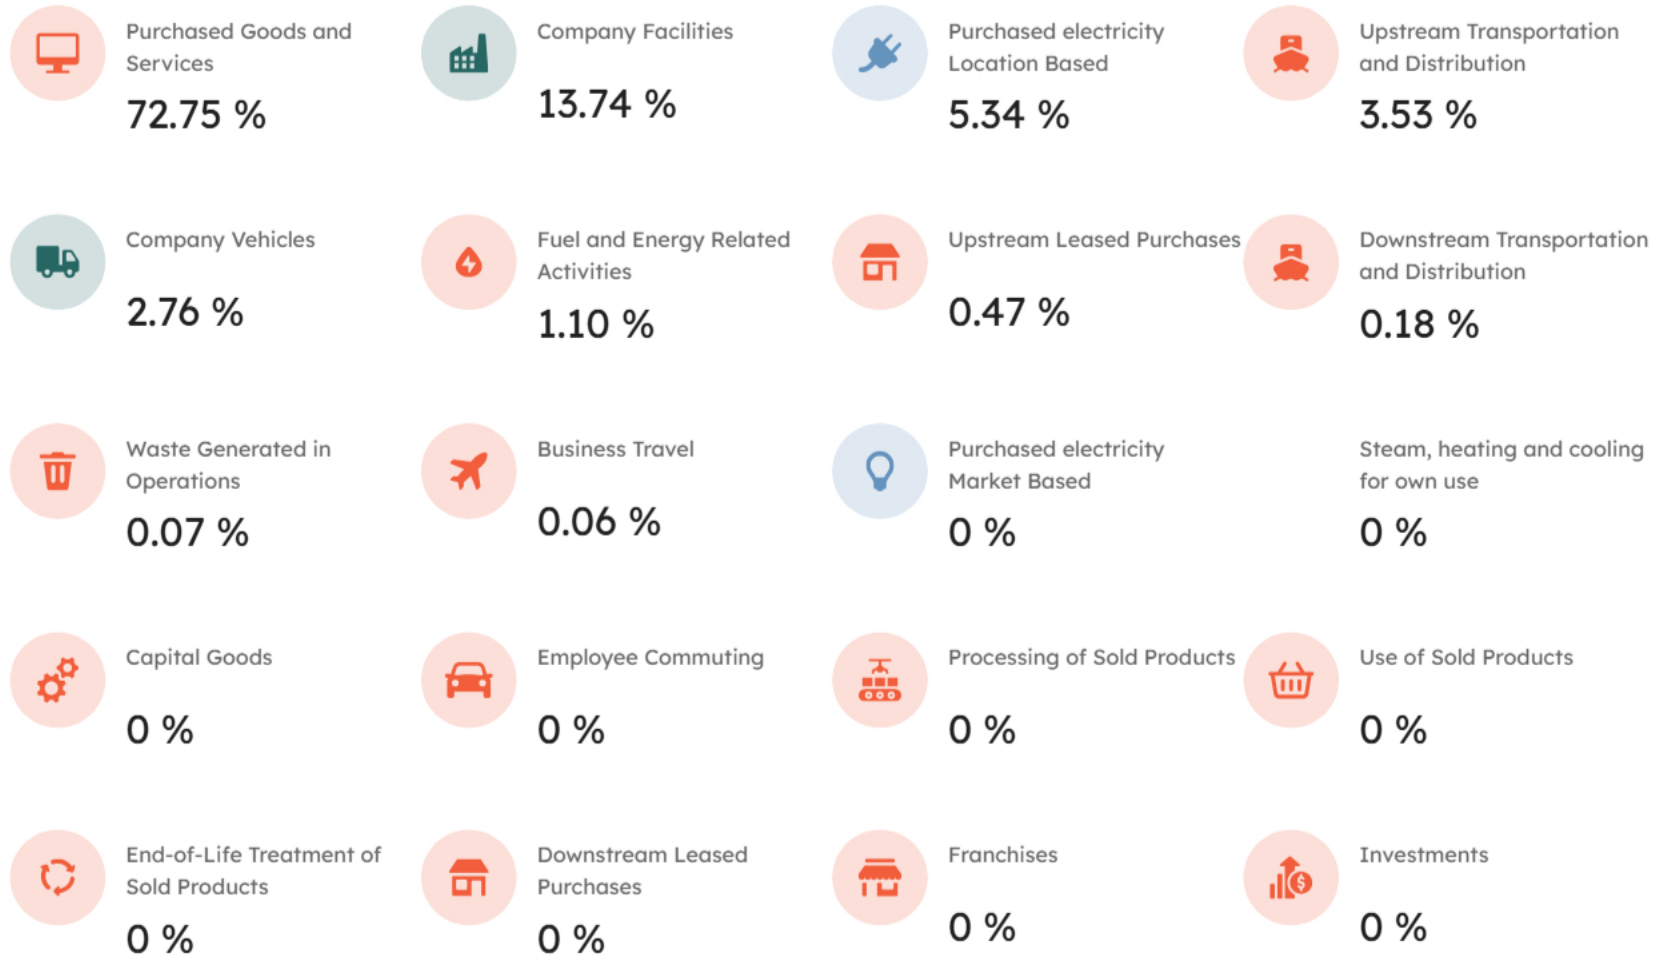 Purchased Goods and
Services
72.75 %
Company Facilities
13.74 %
Purchased electricity
Location Based
5.34 %
Upstream Transportation
and Distribution
3.53 %
Company Vehicles
2.76 %
Fuel and Energy Related
Activities
1.10 %
Upstream Leased Purchases
0.47 %
Downstream Transportation
and Distribution
0.18 %
Waste Generated in
Operations
0.07 %
Business Travel
0.06 %
Purchased electricity
Market Based
0 %
Steam, heating and cooling
for own use
0 %
Capital Goods
0 %
Employee Commuting
0 %
Processing of Sold Products
0 %
Use of Sold Products
0 %
End-of-Life Treatment of
Sold Products
0 %
Downstream Leased
Purchases
0 %
Franchises
0 %
Investments
0 %